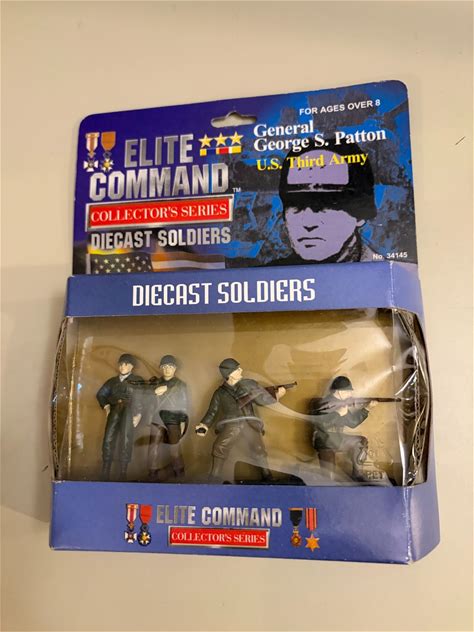 FOR AGES OVER 8
General
George S. Patton
U.S. Third Army
ELITE
COMMAND™
COLLECTOR'S SERIES
DIECAST SOLDIERS
No. 34145
DIECAST SOLDIERS
ELITE COMMAND
COLLECTOR'S SERIES